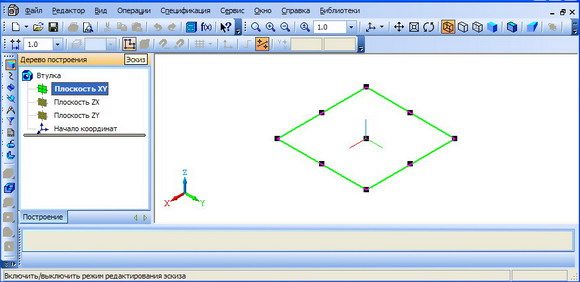 Файл Редактор Вид Операции Спецификация Сервис Окно Справка Библиотеки
f(x) 1.0
1.0
Дерево построения Эскиз
Втулка
Плоскость XY
Плоскость ZX
Плоскость ZY
Начало координат
Z
X Y
Построение
Включить/выключить режим редактирования эскиза